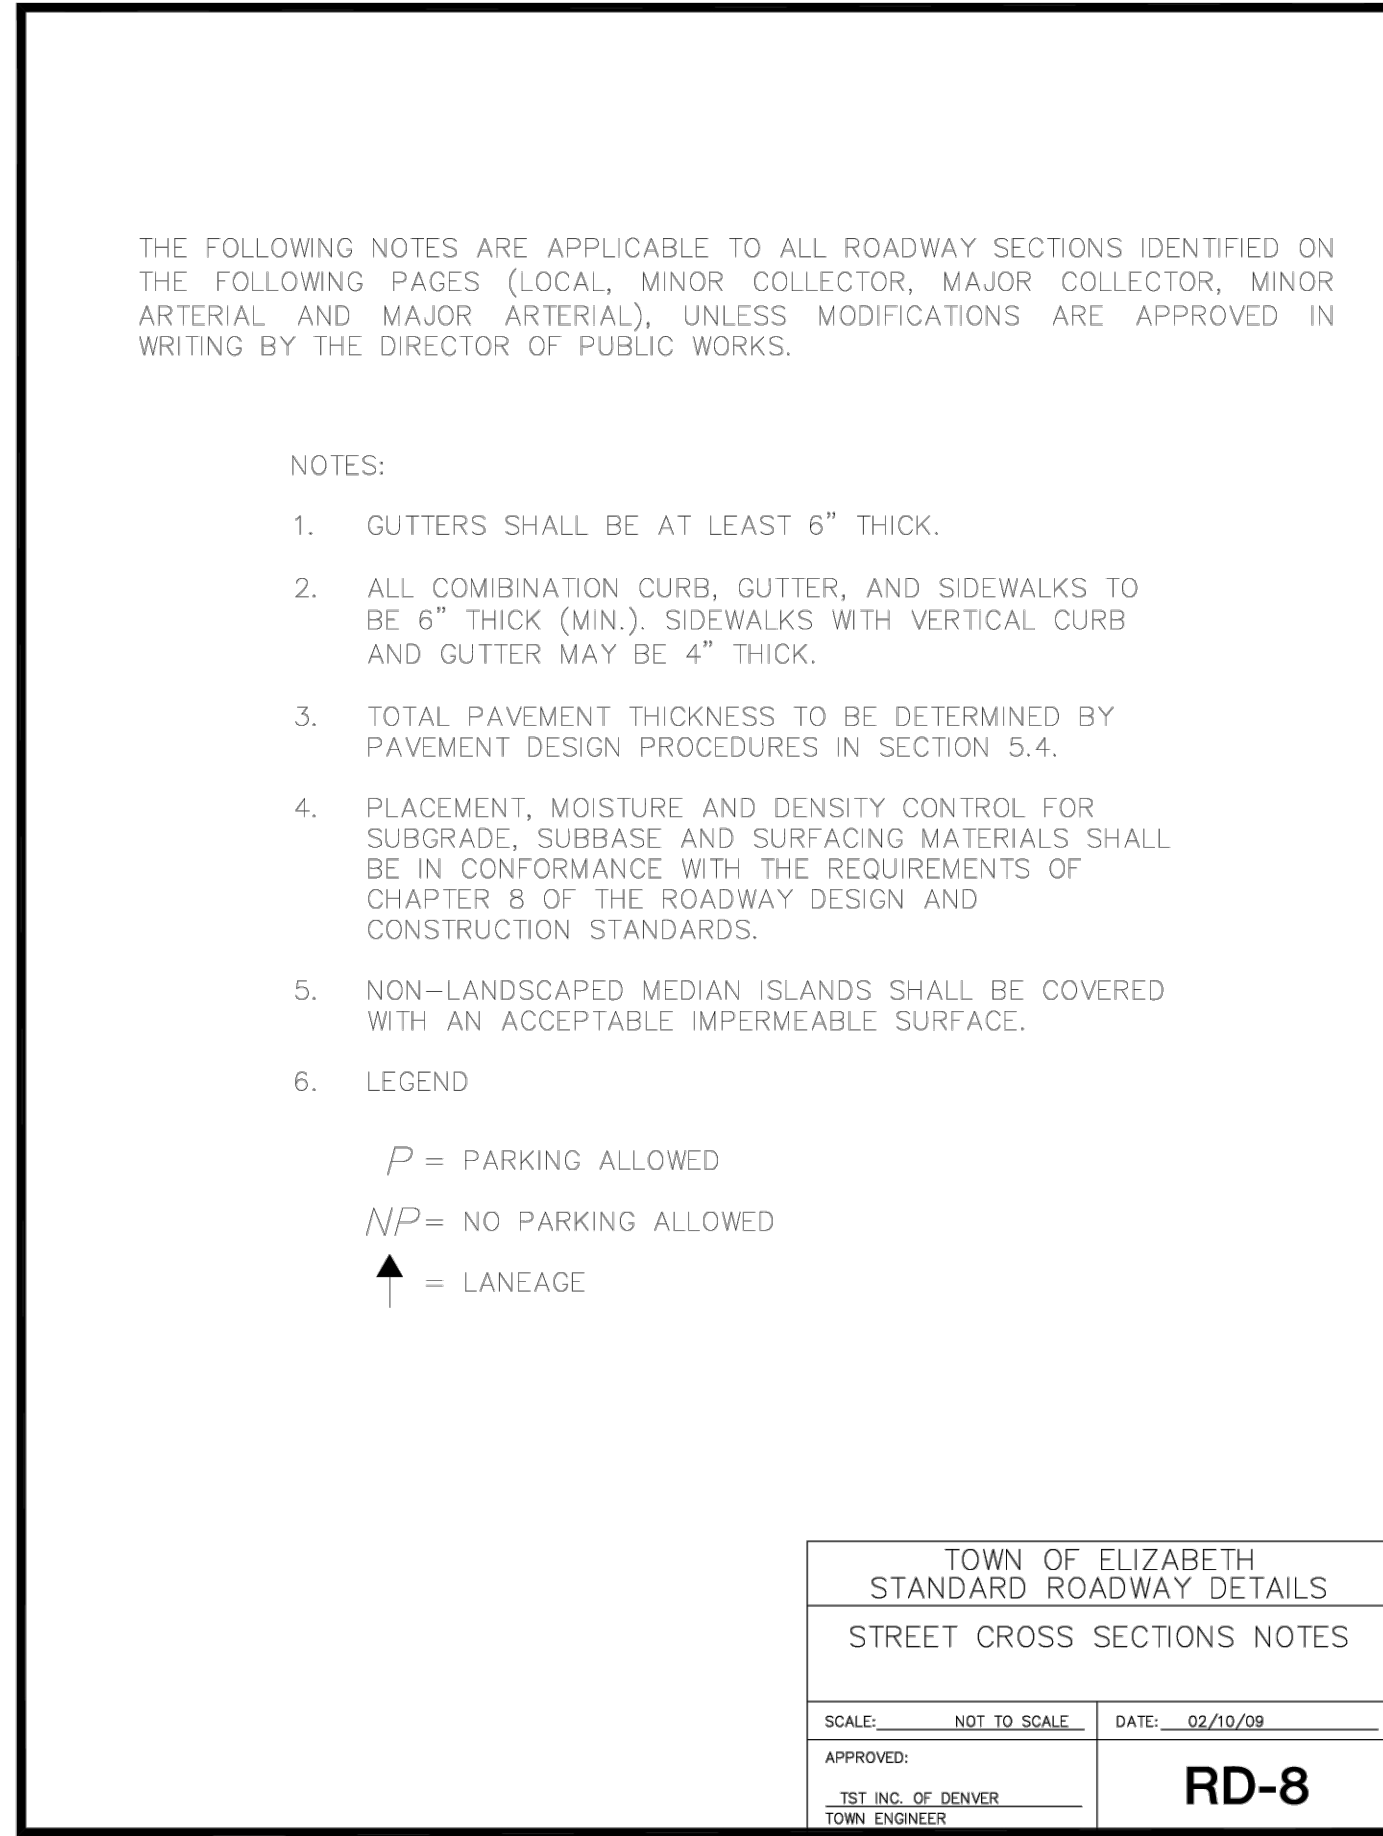 THE FOLLOWING NOTES ARE APPLICABLE TO ALL ROADWAY SECTIONS IDENTIFIED ON
THE FOLLOWING PAGES (LOCAL, MINOR COLLECTOR, MAJOR COLLECTOR, MINOR
ARTERIAL AND MAJOR ARTERIAL), UNLESS MODIFICATIONS ARE APPROVED IN
WRITING BY THE DIRECTOR OF PUBLIC WORKS.
NOTES:
1. GUTTERS SHALL BE AT LEAST 6" THICK.
2. ALL COMIBINATION CURB, GUTTER, AND SIDEWALKS TO
BE 6" THICK (MIN.). SIDEWALKS WITH VERTICAL CURB
AND GUTTER MAY BE 4" THICK.
3. TOTAL PAVEMENT THICKNESS TO BE DETERMINED BY
PAVEMENT DESIGN PROCEDURES IN SECTION 5.4.
4. PLACEMENT, MOISTURE AND DENSITY CONTROL FOR
SUBGRADE, SUBBASE AND SURFACING MATERIALS SHALL
BE IN CONFORMANCE WITH THE REQUIREMENTS OF
CHAPTER 8 OF THE ROADWAY DESIGN AND
CONSTRUCTION STANDARDS.
5. NON-LANDSCAPED MEDIAN ISLANDS SHALL BE COVERED
WITH AN ACCEPTABLE IMPERMEABLE SURFACE.
6. LEGEND
P = PARKING ALLOWED
NP = NO PARKING ALLOWED
= LANEAGE
TOWN OF ELIZABETH
STANDARD ROADWAY DETAILS
STREET CROSS SECTIONS NOTES
SCALE: NOT TO SCALE
DATE: 02/10/09
APPROVED:
TST INC. OF DENVER
TOWN ENGINEER
RD-8